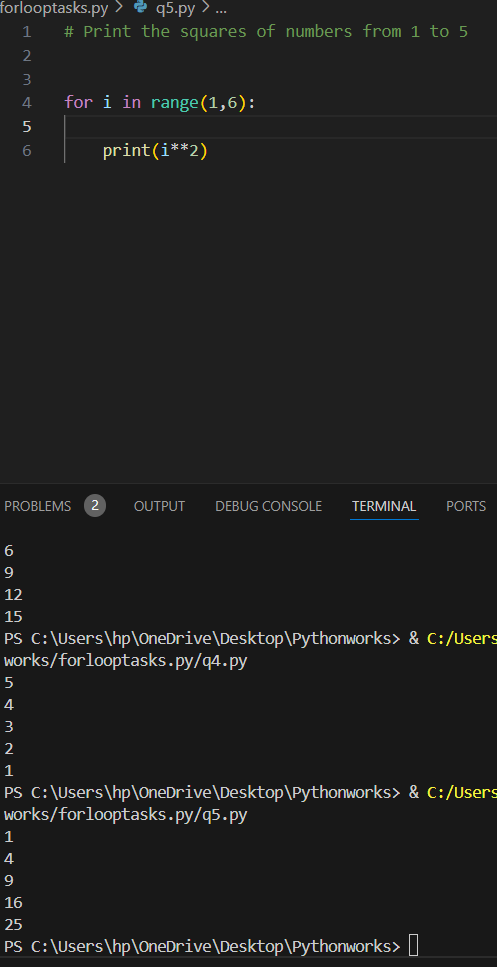 forlooptasks.py > q5.py > ...
1 # Print the squares of numbers from 1 to 5
2
3
4 for i in range(1,6):
5
6     print(i**2)
PROBLEMS 2 OUTPUT DEBUG CONSOLE TERMINAL PORTS
6
9
12
15
PS C:\Users\hp\OneDrive\Desktop\Pythonworks> & C:/Users
works/forlooptasks.py/q4.py
5
4
3
2
1
PS C:\Users\hp\OneDrive\Desktop\Pythonworks> & C:/Users
works/forlooptasks.py/q5.py
1
4
9
16
25
PS C:\Users\hp\OneDrive\Desktop\Pythonworks>